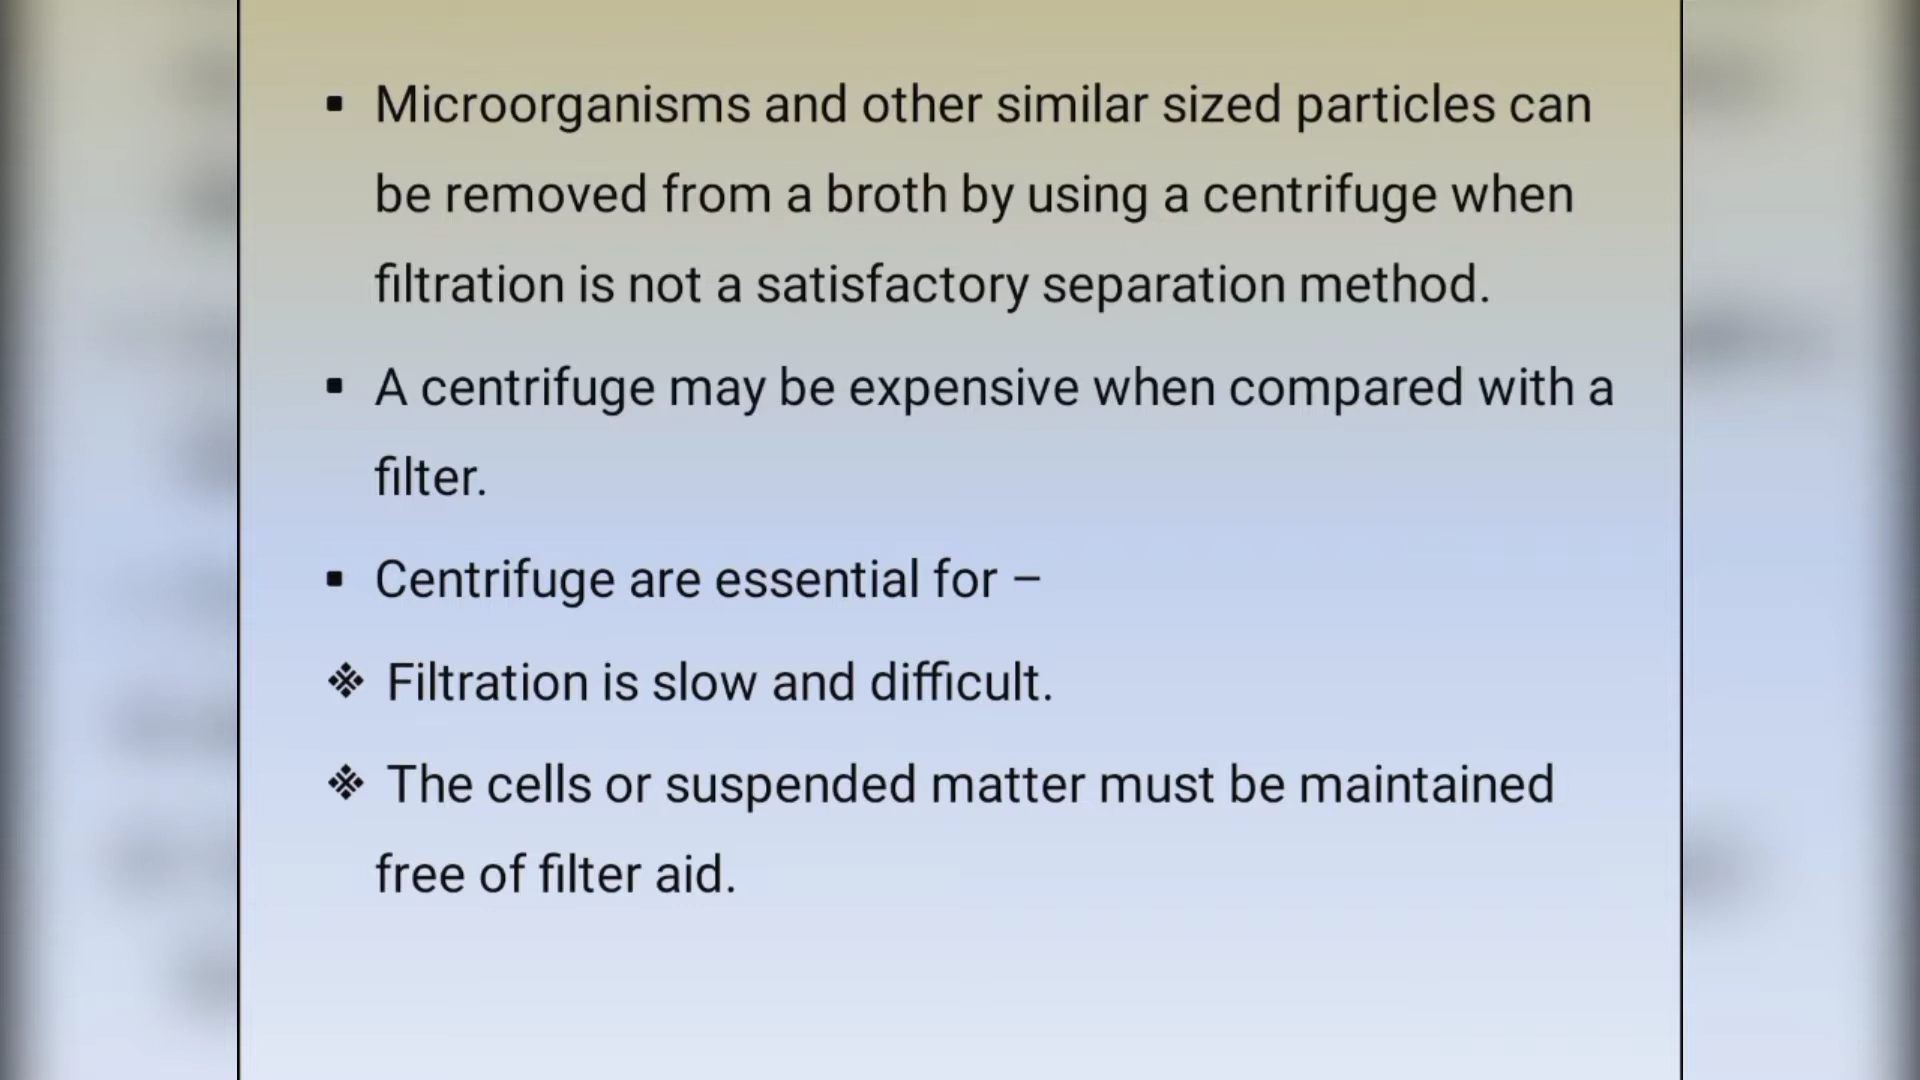 ▪ Microorganisms and other similar sized particles can
be removed from a broth by using a centrifuge when
filtration is not a satisfactory separation method.
▪ A centrifuge may be expensive when compared with a
filter.
▪ Centrifuge are essential for –
❖ Filtration is slow and difficult.
❖ The cells or suspended matter must be maintained
free of filter aid.